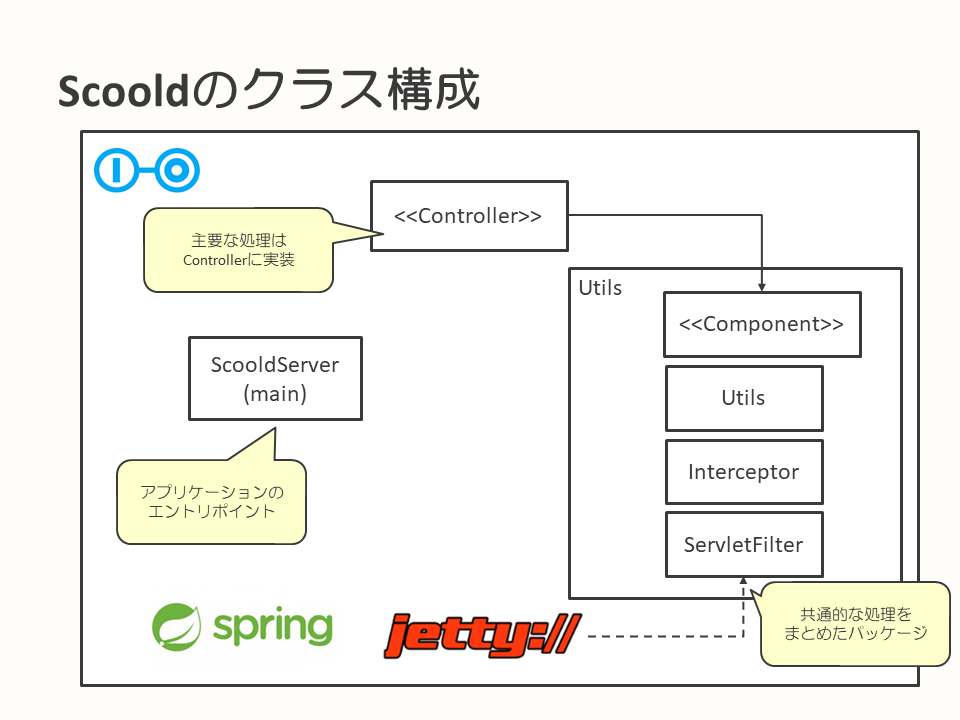 Scooldのクラス構成
<<Controller>>
主要な処理は
Controllerに実装
Utils
<<Component>>
ScooldServer
(main)
Utils
Interceptor
アプリケーションの
エントリポイント
ServletFilter
spring
jetty://
共通的な処理を
まとめたパッケージ